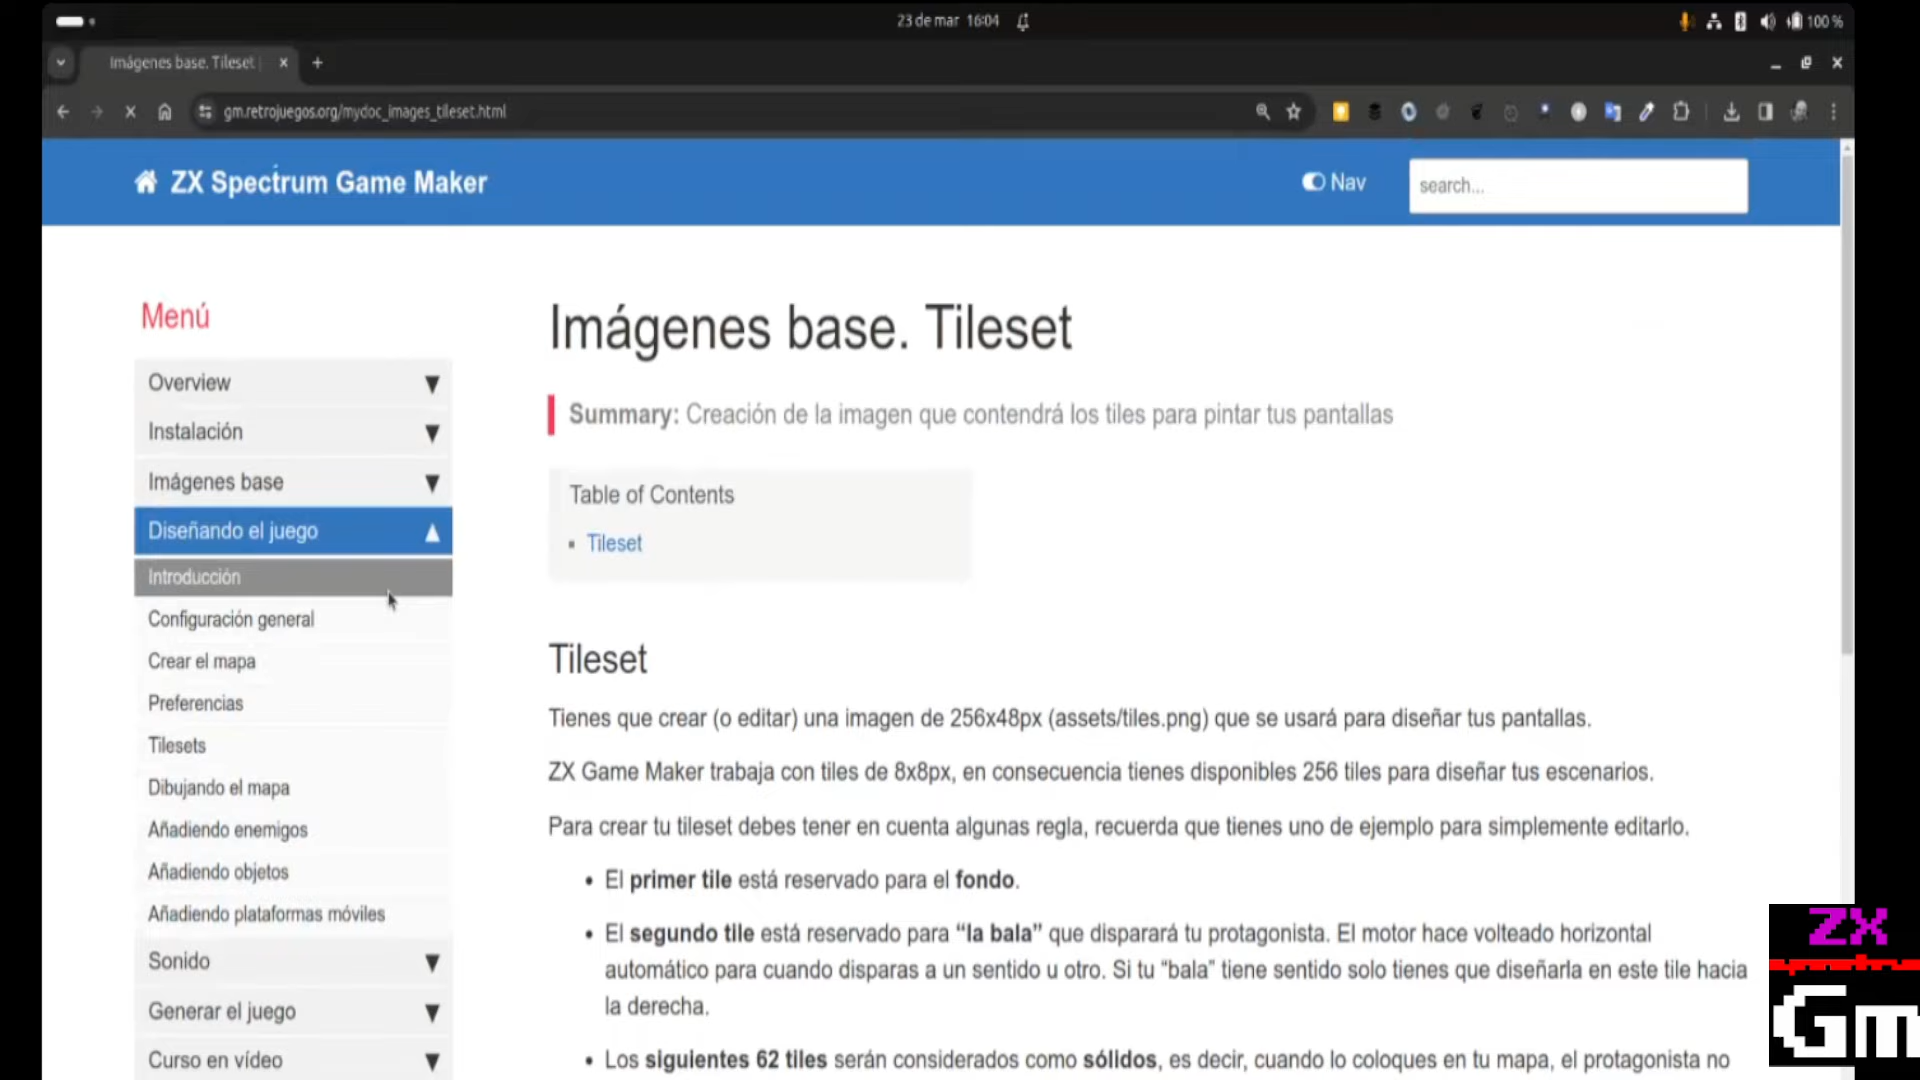 23 de mar 16:04
100 %
Imágenes base. Tileset
gm.retrojuegos.org/mydoc_images_tileset.html
ZX Spectrum Game Maker
Nav
search...
Menú
Overview
Instalación
Imágenes base
Diseñando el juego
Introducción
Configuración general
Crear el mapa
Preferencias
Tilesets
Dibujando el mapa
Añadiendo enemigos
Añadiendo objetos
Añadiendo plataformas móviles
Sonido
Generar el juego
Curso en vídeo
Imágenes base. Tileset
Summary: Creación de la imagen que contendrá los tiles para pintar tus pantallas
Table of Contents
Tileset
Tileset
Tienes que crear (o editar) una imagen de 256x48px (assets/tiles.png) que se usará para diseñar tus pantallas.
ZX Game Maker trabaja con tiles de 8x8px, en consecuencia tienes disponibles 256 tiles para diseñar tus escenarios.
Para crear tu tileset debes tener en cuenta algunas regla, recuerda que tienes uno de ejemplo para simplemente editarlo.
• El primer tile está reservado para el fondo.
• El segundo tile está reservado para “la bala” que disparará tu protagonista. El motor hace volteado horizontal
automático para cuando disparas a un sentido u otro. Si tu “bala” tiene sentido solo tienes que diseñarla en este tile hacia
la derecha.
• Los siguientes 62 tiles serán considerados como sólidos, es decir, cuando lo coloques en tu mapa, el protagonista no
ZX
Gm